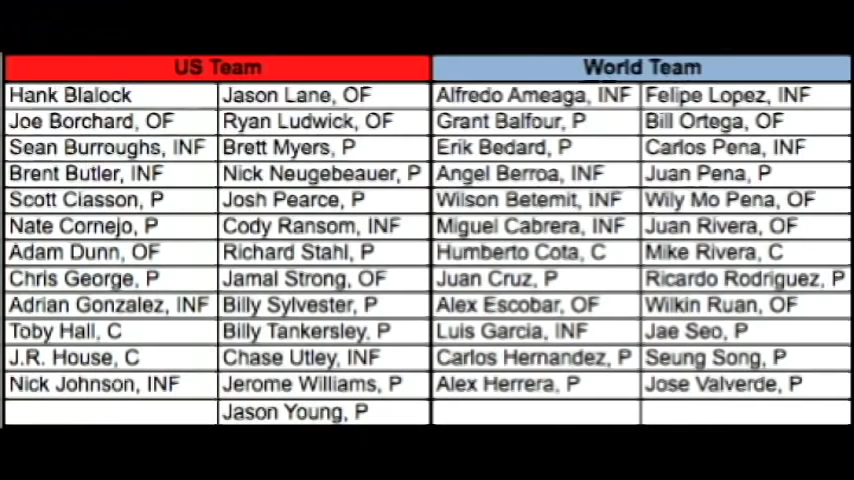 US Team World Team
Hank Blalock Jason Lane, OF Alfredo Ameaga, INF Felipe Lopez, INF
Joe Borchard, OF Ryan Ludwick, OF Grant Balfour, P Bill Ortega, OF
Sean Burroughs, INF Brett Myers, P Erik Bedard, P Carlos Pena, INF
Brent Butler, INF Nick Neugebauer, P Angel Berroa, INF Juan Pena, P
Scott Ciasson, P Josh Pearce, P Wilson Betemit, INF Wily Mo Pena, OF
Nate Cornejo, P Cody Ransom, INF Miguel Cabrera, INF Juan Rivera, OF
Adam Dunn, OF Richard Stahl, P Humberto Cota, C Mike Rivera, C
Chris George, P Jamal Strong, OF Juan Cruz, P Ricardo Rodriguez, P
Adrian Gonzalez, INF Billy Sylvester, P Alex Escobar, OF Wilkin Ruan, OF
Toby Hall, C Billy Tankersley, P Luis Garcia, INF Jae Seo, P
J.R. House, C Chase Utley, INF Carlos Hernandez, P Seung Song, P
Nick Johnson, INF Jerome Williams, P Alex Herrera, P Jose Valverde, P
Jason Young, P